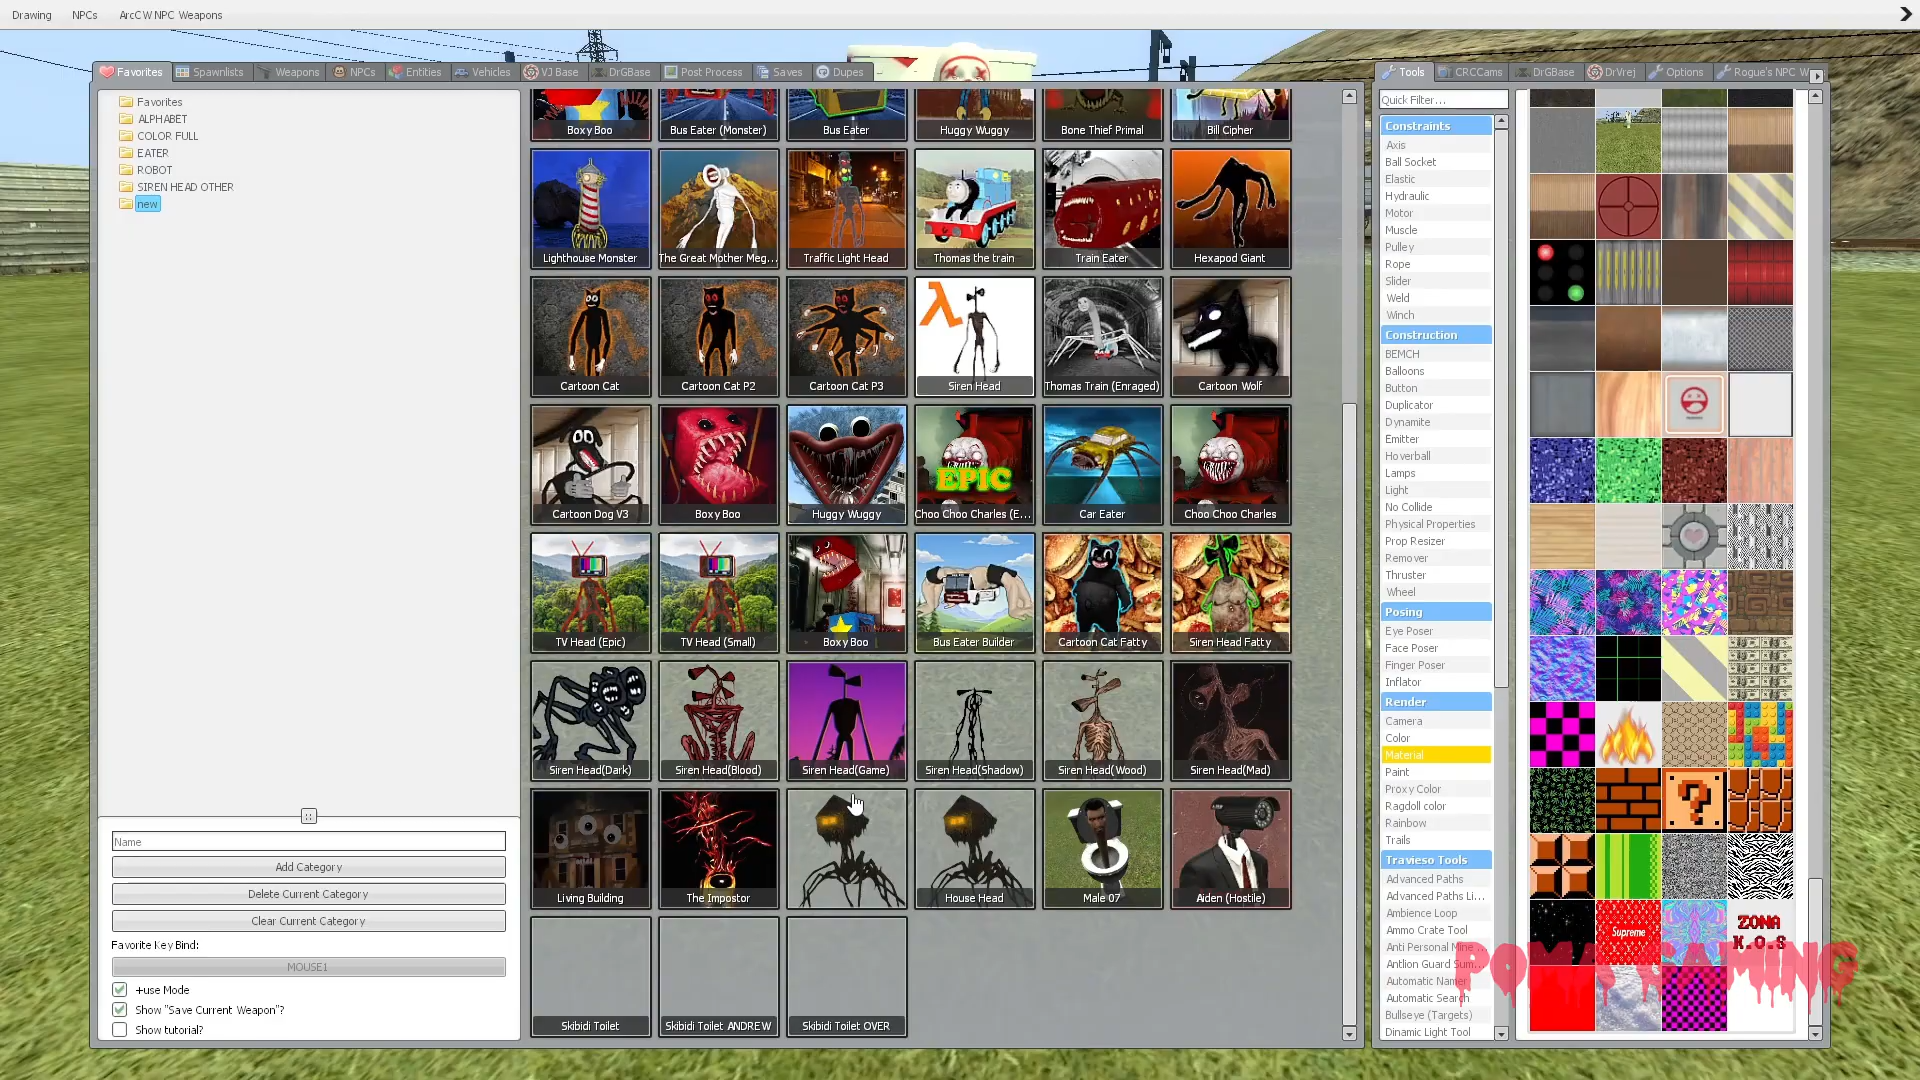 Drawing NPCs ArcCW NPC Weapons
Favorites Spawnlists Weapons NPCs Entities Vehicles VJ Base DrGBase Post Process Saves Dupes
Tools CRCCams DrGBase DrVrej Options Rogue's NPC W
Favorites
ALPHABET
COLOR FULL
EATER
ROBOT
SIREN HEAD OTHER
new
Name
Add Category
Delete Current Category
Clear Current Category
Favorite Key Bind:
MOUSE1
+use Mode
Show "Save Current Weapon"?
Show tutorial?
Boxy Boo Bus Eater (Monster) Bus Eater Huggy Wuggy Bone Thief Primal Bill Cipher
Lighthouse Monster The Great Mother Meg... Traffic Light Head Thomas the train Train Eater Hexapod Giant
Cartoon Cat Cartoon Cat P2 Cartoon Cat P3 Siren Head Thomas Train (Enraged) Cartoon Wolf
EPIC
Cartoon Dog V3 Boxy Boo Huggy Wuggy Choo Choo Charles (E... Car Eater Choo Choo Charles
TV Head (Epic) TV Head (Small) Boxy Boo Bus Eater Builder Cartoon Cat Fatty Siren Head Fatty
Siren Head(Dark) Siren Head(Blood) Siren Head(Game) Siren Head(Shadow) Siren Head(Wood) Siren Head(Mad)
Living Building The Impostor House Head Male 07 Aiden (Hostile)
Skibidi Toilet Skibidi Toilet ANDREW Skibidi Toilet OVER
Quick Filter...
Constraints
Axis
Ball Socket
Elastic
Hydraulic
Motor
Muscle
Pulley
Rope
Slider
Weld
Winch
Construction
BEMCH
Balloons
Button
Duplicator
Dynamite
Emitter
Hoverball
Lamps
Light
No Collide
Physical Properties
Prop Resizer
Remover
Thruster
Wheel
Posing
Eye Poser
Face Poser
Finger Poser
Inflator
Render
Camera
Color
Material
Paint
Proxy Color
Ragdoll color
Rainbow
Trails
Travieso Tools
Advanced Paths
Advanced Paths Li...
Ambience Loop
Ammo Crate Tool
Anti Personal Mine ...
Antlion Guard Sum...
Automatic Namer
Automatic Search
Bullseye (Targets)
Dinamic Light Tool
Supreme
ZONA
K.O.S